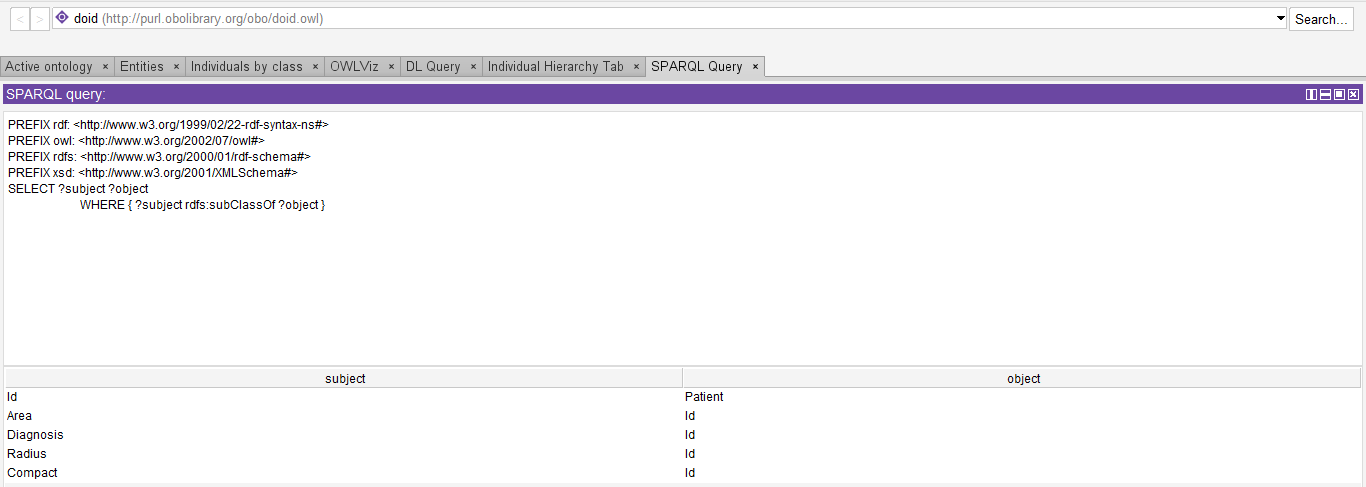 < > doid (http://purl.obolibrary.org/obo/doid.owl) Search...
Active ontology × Entities × Individuals by class × OWLViz × DL Query × Individual Hierarchy Tab × SPARQL Query ×
SPARQL query:
PREFIX rdf: <http://www.w3.org/1999/02/22-rdf-syntax-ns#>
PREFIX owl: <http://www.w3.org/2002/07/owl#>
PREFIX rdfs: <http://www.w3.org/2000/01/rdf-schema#>
PREFIX xsd: <http://www.w3.org/2001/XMLSchema#>
SELECT ?subject ?object
WHERE { ?subject rdfs:subClassOf ?object }
subject object
Id Patient
Area Id
Diagnosis Id
Radius Id
Compact Id